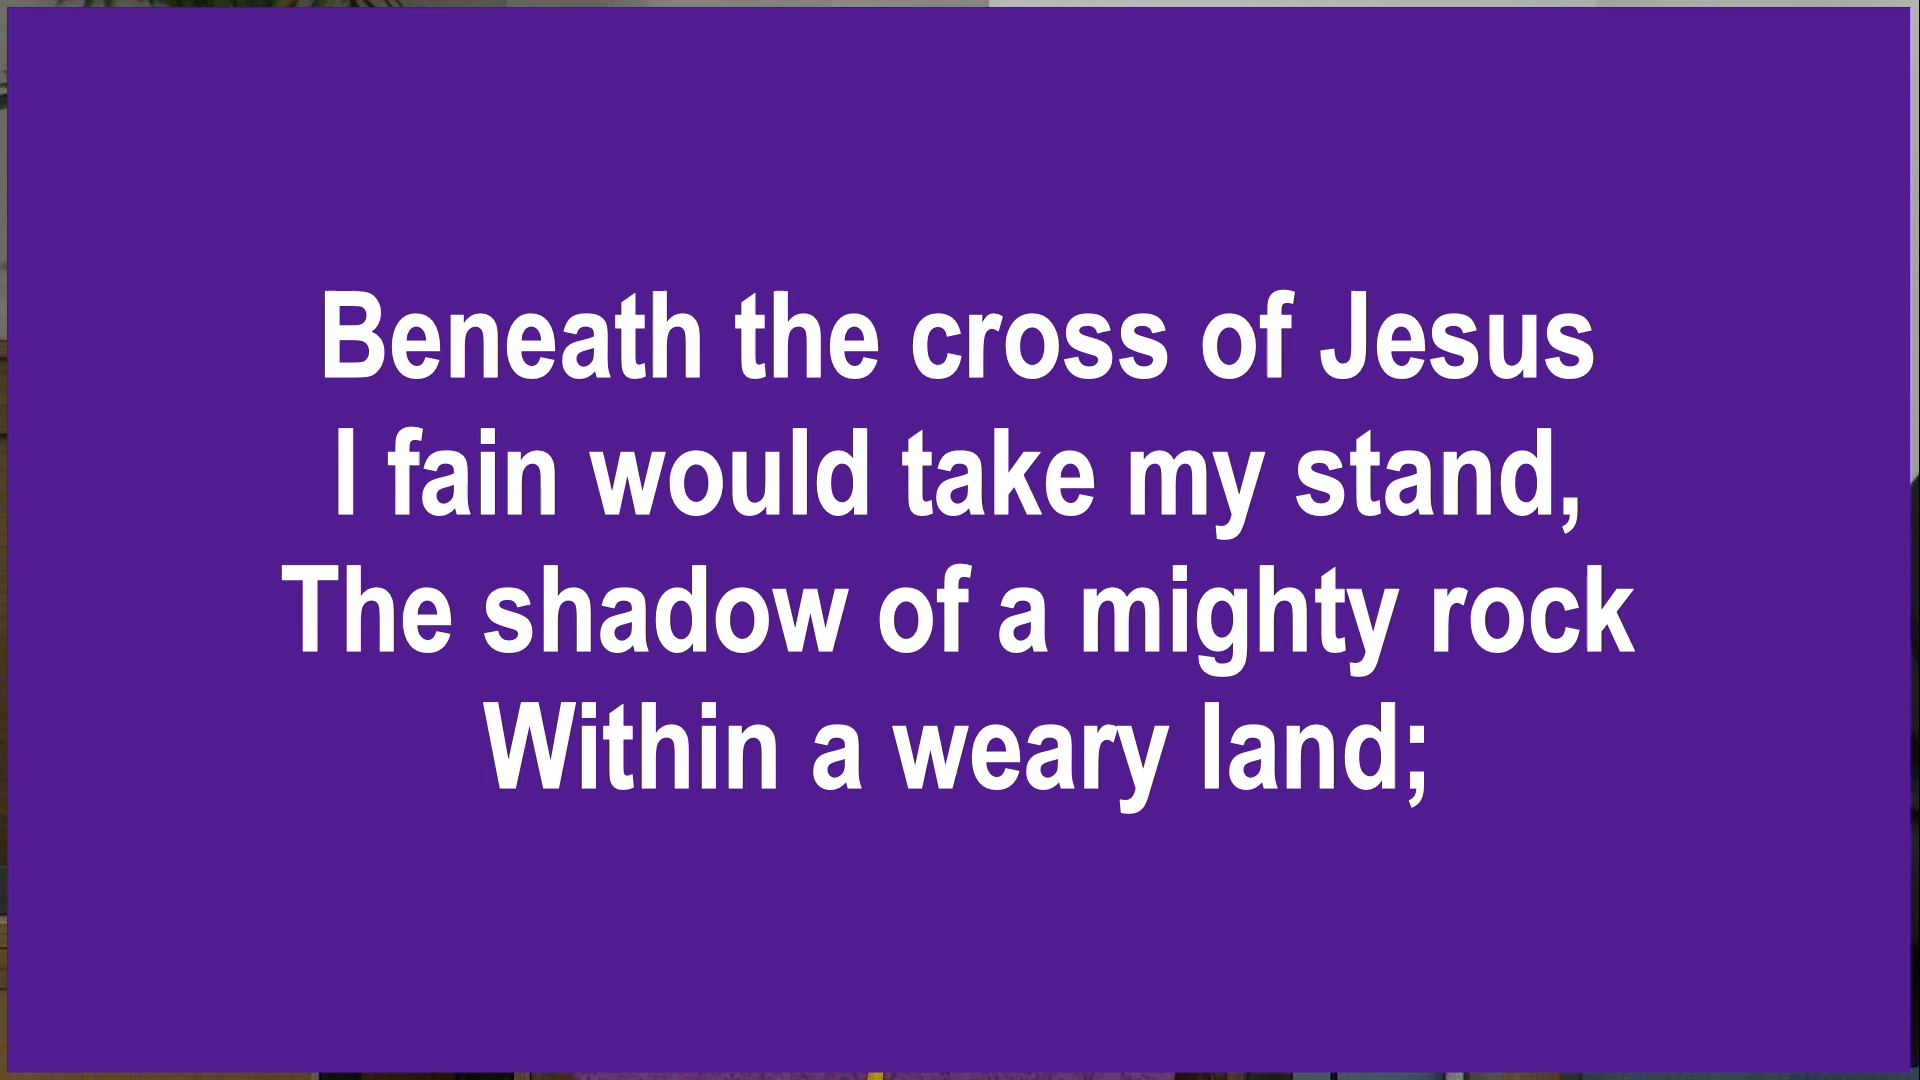 Beneath the cross of Jesus
I fain would take my stand,
The shadow of a mighty rock
Within a weary land;